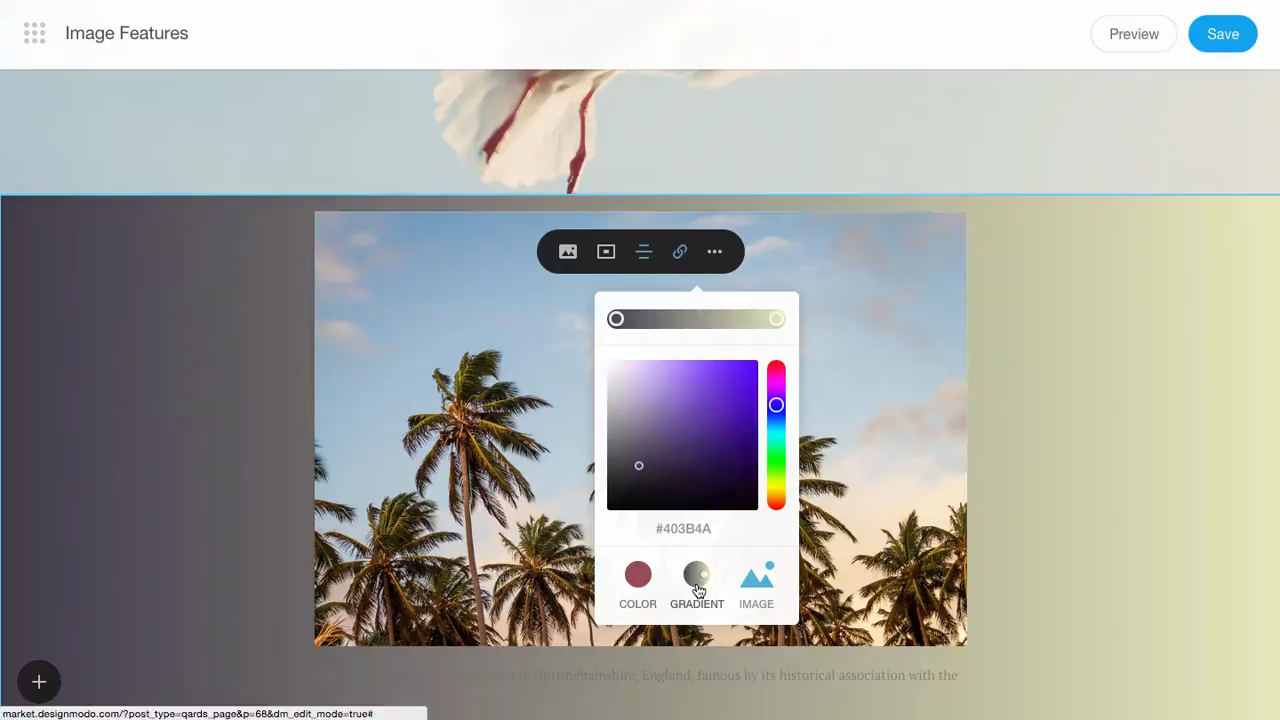 Image Features
Preview
Save
#403B4A
COLOR
GRADIENT
IMAGE
Nottinghamshire, England, famous by its historical association with the
market.designmodo.com/?post_type=qards_page&p=68&dm_edit_mode=true#